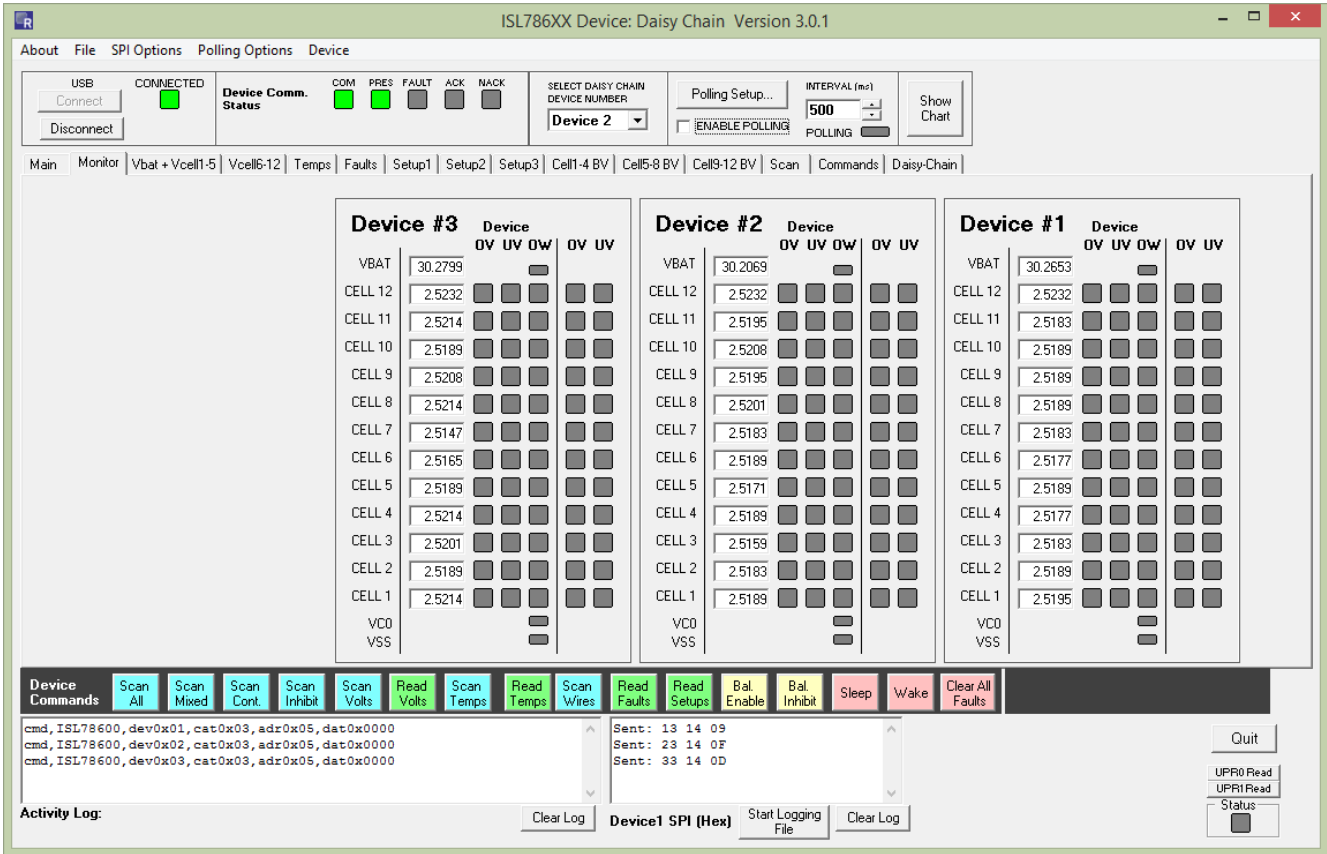 ISL786XX Device: Daisy Chain Version 3.0.1
About File SPI Options Polling Options Device
USB
Connect
Disconnect
CONNECTED
Device Comm.
Status
COM PRES FAULT ACK NACK
SELECT DAISY CHAIN
DEVICE NUMBER
Device 2
Polling Setup...
ENABLE POLLING
INTERVAL (ms)
500
POLLING
Show
Chart
Main Monitor Vbat + Vcell1-5 Vcell6-12 Temps Faults Setup1 Setup2 Setup3 Cell1-4 BV Cell5-8 BV Cell9-12 BV Scan Commands Daisy-Chain
Device #3 Device
OV UV OW OV UV
VBAT 30.2799
CELL 12 2.5232
CELL 11 2.5214
CELL 10 2.5189
CELL 9 2.5208
CELL 8 2.5214
CELL 7 2.5147
CELL 6 2.5165
CELL 5 2.5189
CELL 4 2.5214
CELL 3 2.5201
CELL 2 2.5189
CELL 1 2.5214
VC0
VSS
Device #2 Device
OV UV OW OV UV
VBAT 30.2069
CELL 12 2.5232
CELL 11 2.5195
CELL 10 2.5208
CELL 9 2.5195
CELL 8 2.5201
CELL 7 2.5183
CELL 6 2.5189
CELL 5 2.5171
CELL 4 2.5189
CELL 3 2.5159
CELL 2 2.5183
CELL 1 2.5189
VC0
VSS
Device #1 Device
OV UV OW OV UV
VBAT 30.2653
CELL 12 2.5232
CELL 11 2.5183
CELL 10 2.5189
CELL 9 2.5189
CELL 8 2.5189
CELL 7 2.5183
CELL 6 2.5177
CELL 5 2.5189
CELL 4 2.5177
CELL 3 2.5183
CELL 2 2.5189
CELL 1 2.5195
VC0
VSS
Device
Commands
Scan
All
Scan
Mixed
Scan
Cont.
Scan
Inhibit
Scan
Volts
Read
Volts
Scan
Temps
Read
Temps
Scan
Wires
Read
Faults
Read
Setups
Bal.
Enable
Bal.
Inhibit
Sleep
Wake
Clear All
Faults
cmd,ISL78600,dev0x01,cat0x03,adr0x05,dat0x0000
cmd,ISL78600,dev0x02,cat0x03,adr0x05,dat0x0000
cmd,ISL78600,dev0x03,cat0x03,adr0x05,dat0x0000
Activity Log:
Clear Log
Sent: 13 14 09
Sent: 23 14 0F
Sent: 33 14 0D
Device1 SPI (Hex)
Start Logging
File
Clear Log
Quit
UPR0 Read
UPR1 Read
Status